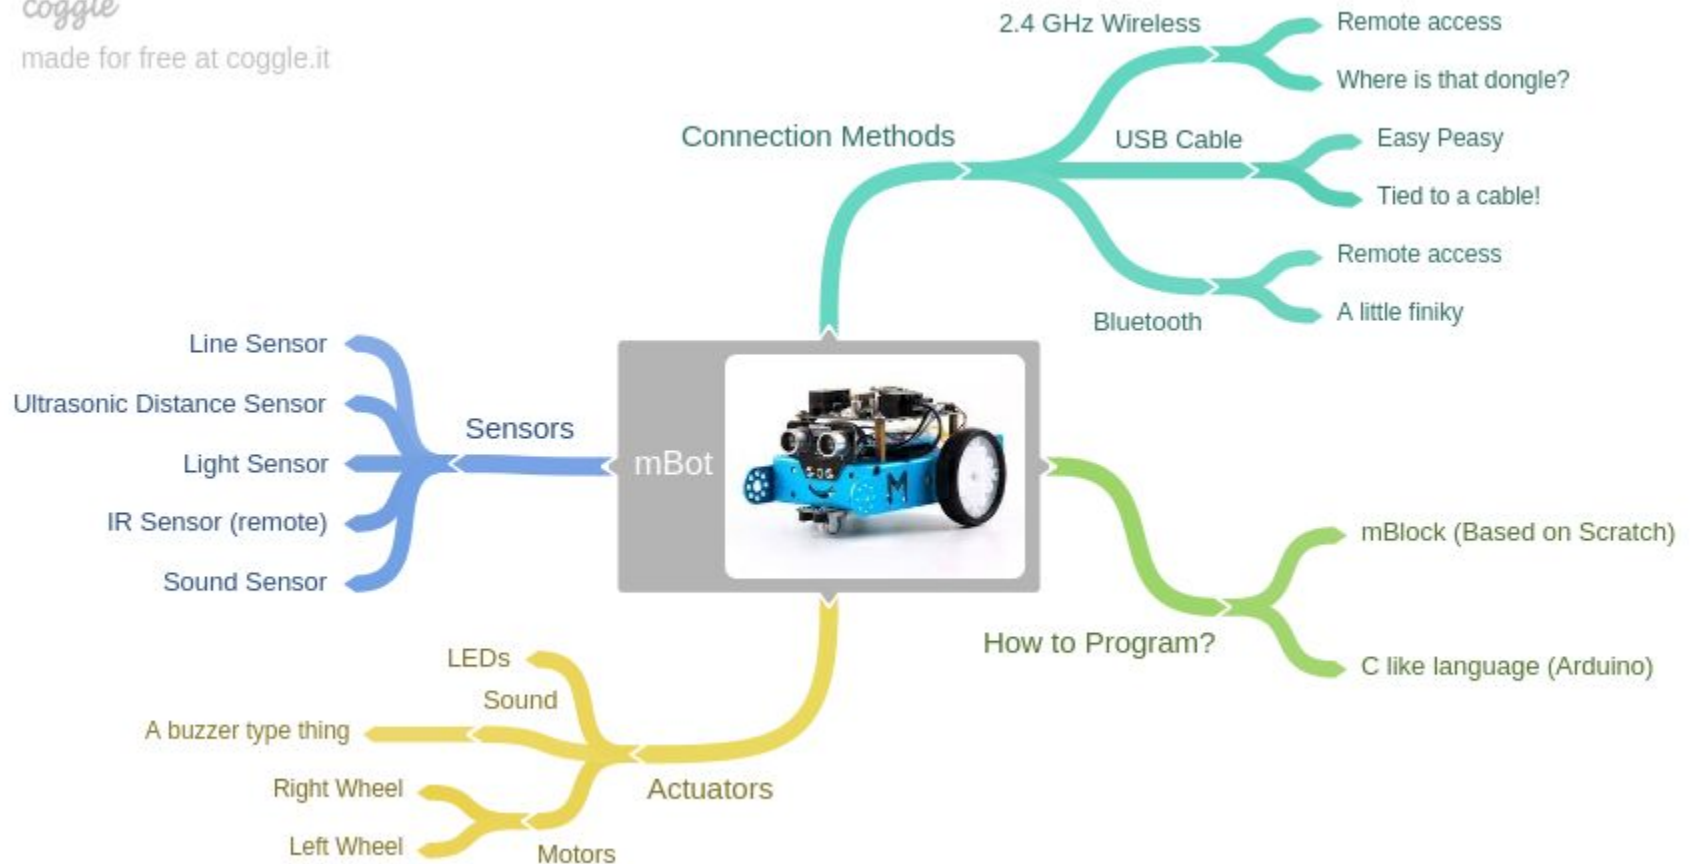 coggle
made for free at coggle.it
2.4 GHz Wireless
Remote access
Where is that dongle?
Connection Methods
USB Cable
Easy Peasy
Tied to a cable!
Remote access
A little finiky
Bluetooth
Line Sensor
Ultrasonic Distance Sensor
Sensors
Light Sensor
IR Sensor (remote)
Sound Sensor
mBot
M
mBlock (Based on Scratch)
How to Program?
C like language (Arduino)
LEDs
Sound
A buzzer type thing
Actuators
Right Wheel
Left Wheel
Motors